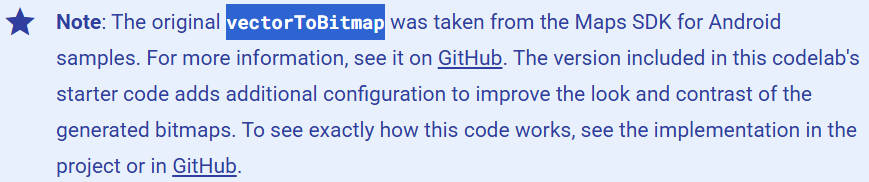 Note: The original vectorToBitmap was taken from the Maps SDK for Android
samples. For more information, see it on GitHub. The version included in this codelab's
starter code adds additional configuration to improve the look and contrast of the
generated bitmaps. To see exactly how this code works, see the implementation in the
project or in GitHub.